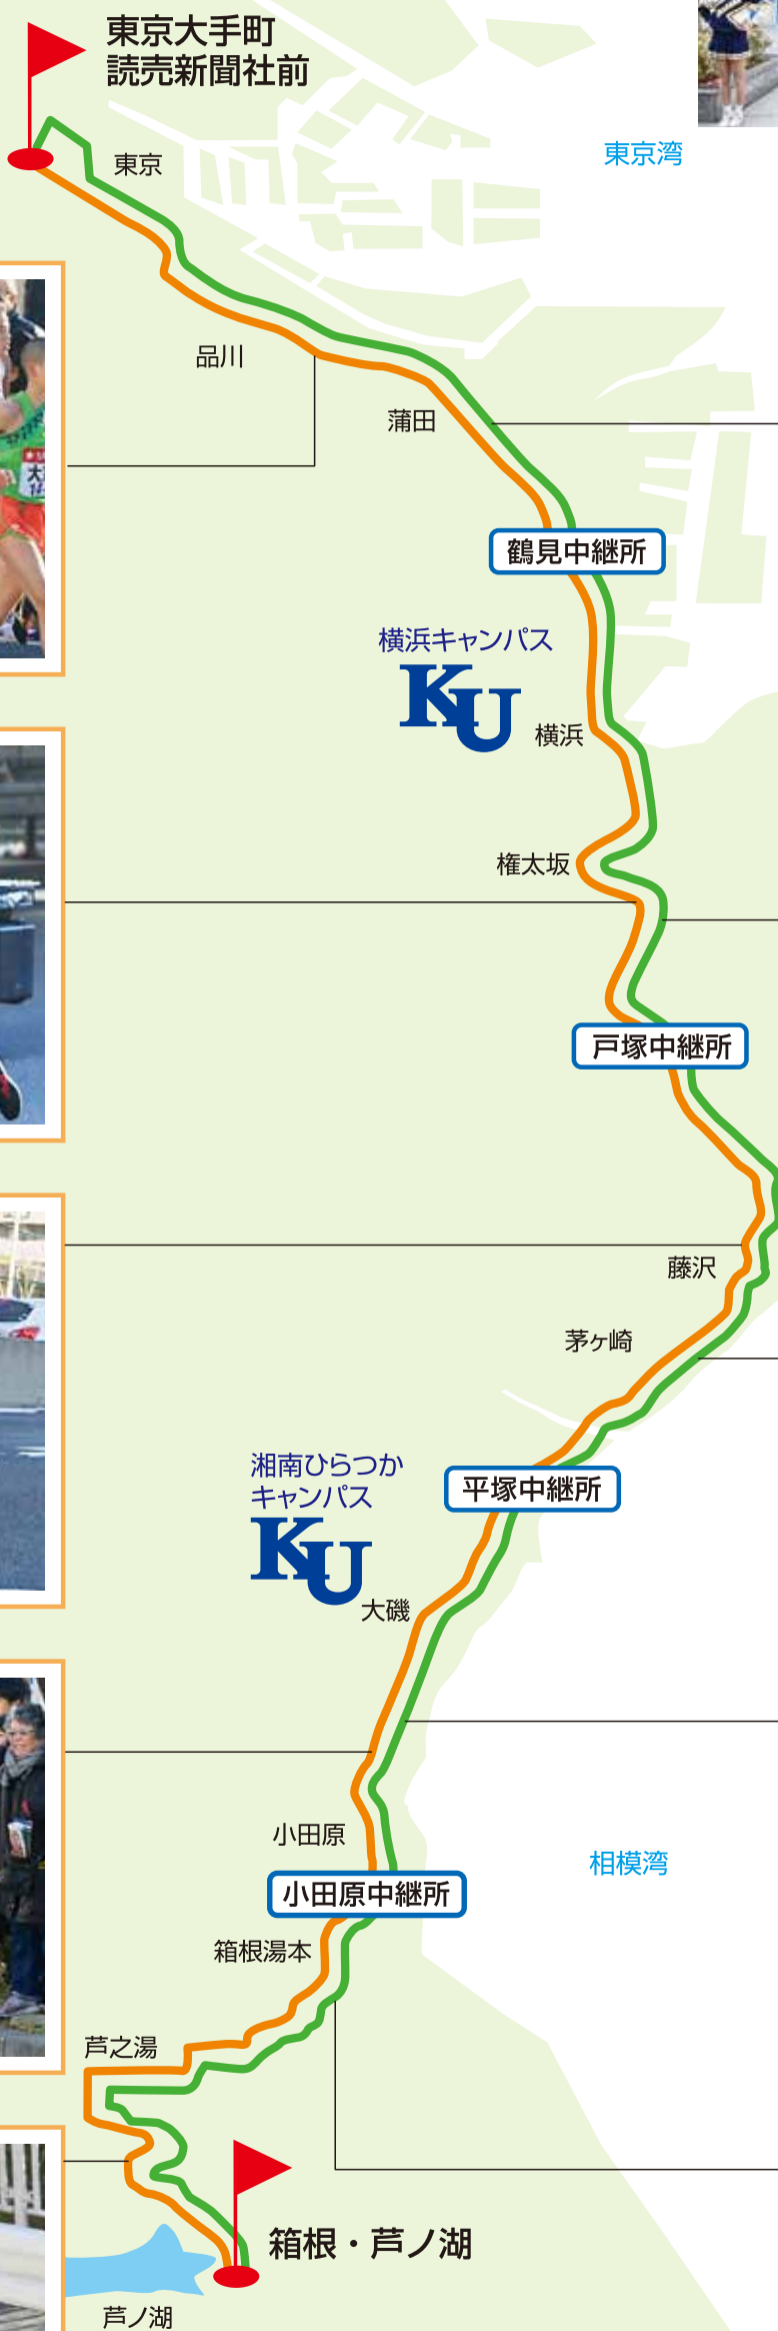 東京大手町
読売新聞社前
東京
東京湾
品川
蒲田
鶴見中継所
横浜キャンパス
KU
横浜
権太坂
戸塚中継所
藤沢
茅ヶ崎
湘南ひらつか
キャンパス
KU
平塚中継所
大磯
小田原
相模湾
小田原中継所
箱根湯本
芦之湯
箱根・芦ノ湖
芦ノ湖